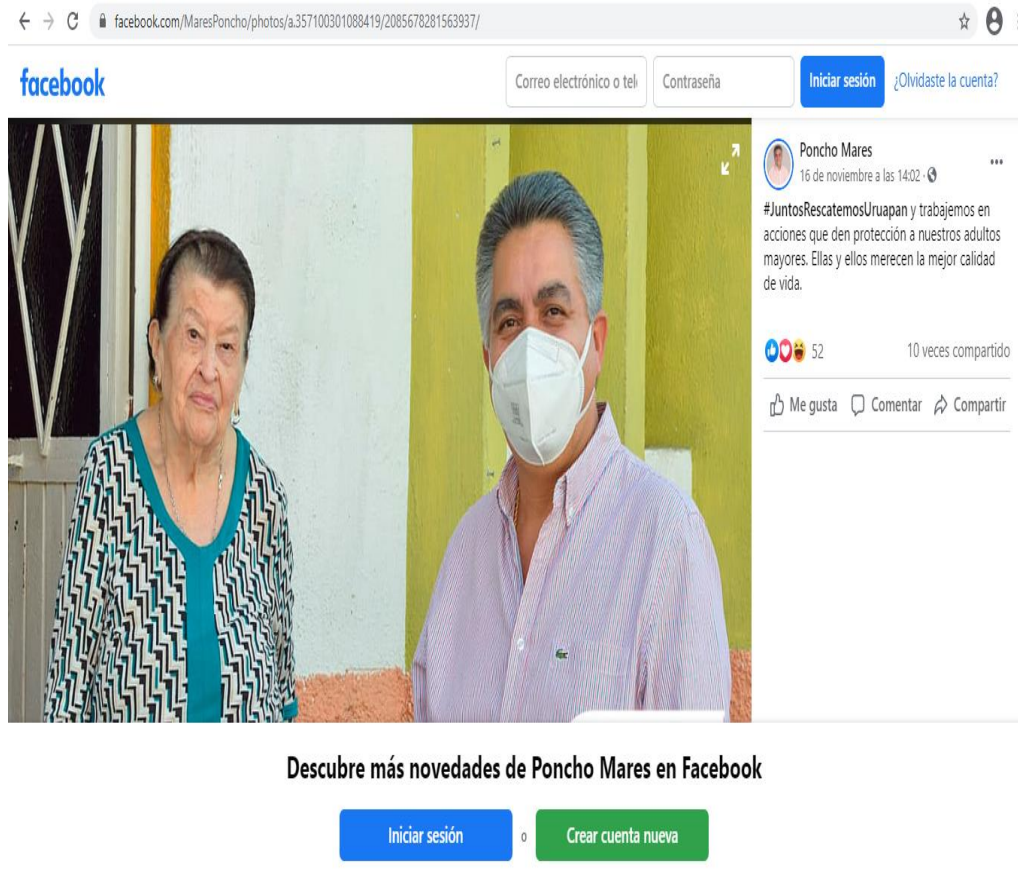 facebook.com/MaresPoncho/photos/a.357100301088419/2085678281563937/
facebook
Correo electrónico o tel
Contraseña
Iniciar sesión
¿Olvidaste la cuenta?
Poncho Mares
16 de noviembre a las 14:02 ·
#JuntosRescatemosUruapan y trabajemos en
acciones que den protección a nuestros adultos
mayores. Ellas y ellos merecen la mejor calidad
de vida.
52
10 veces compartido
Me gusta
Comentar
Compartir
Descubre más novedades de Poncho Mares en Facebook
Iniciar sesión
o
Crear cuenta nueva